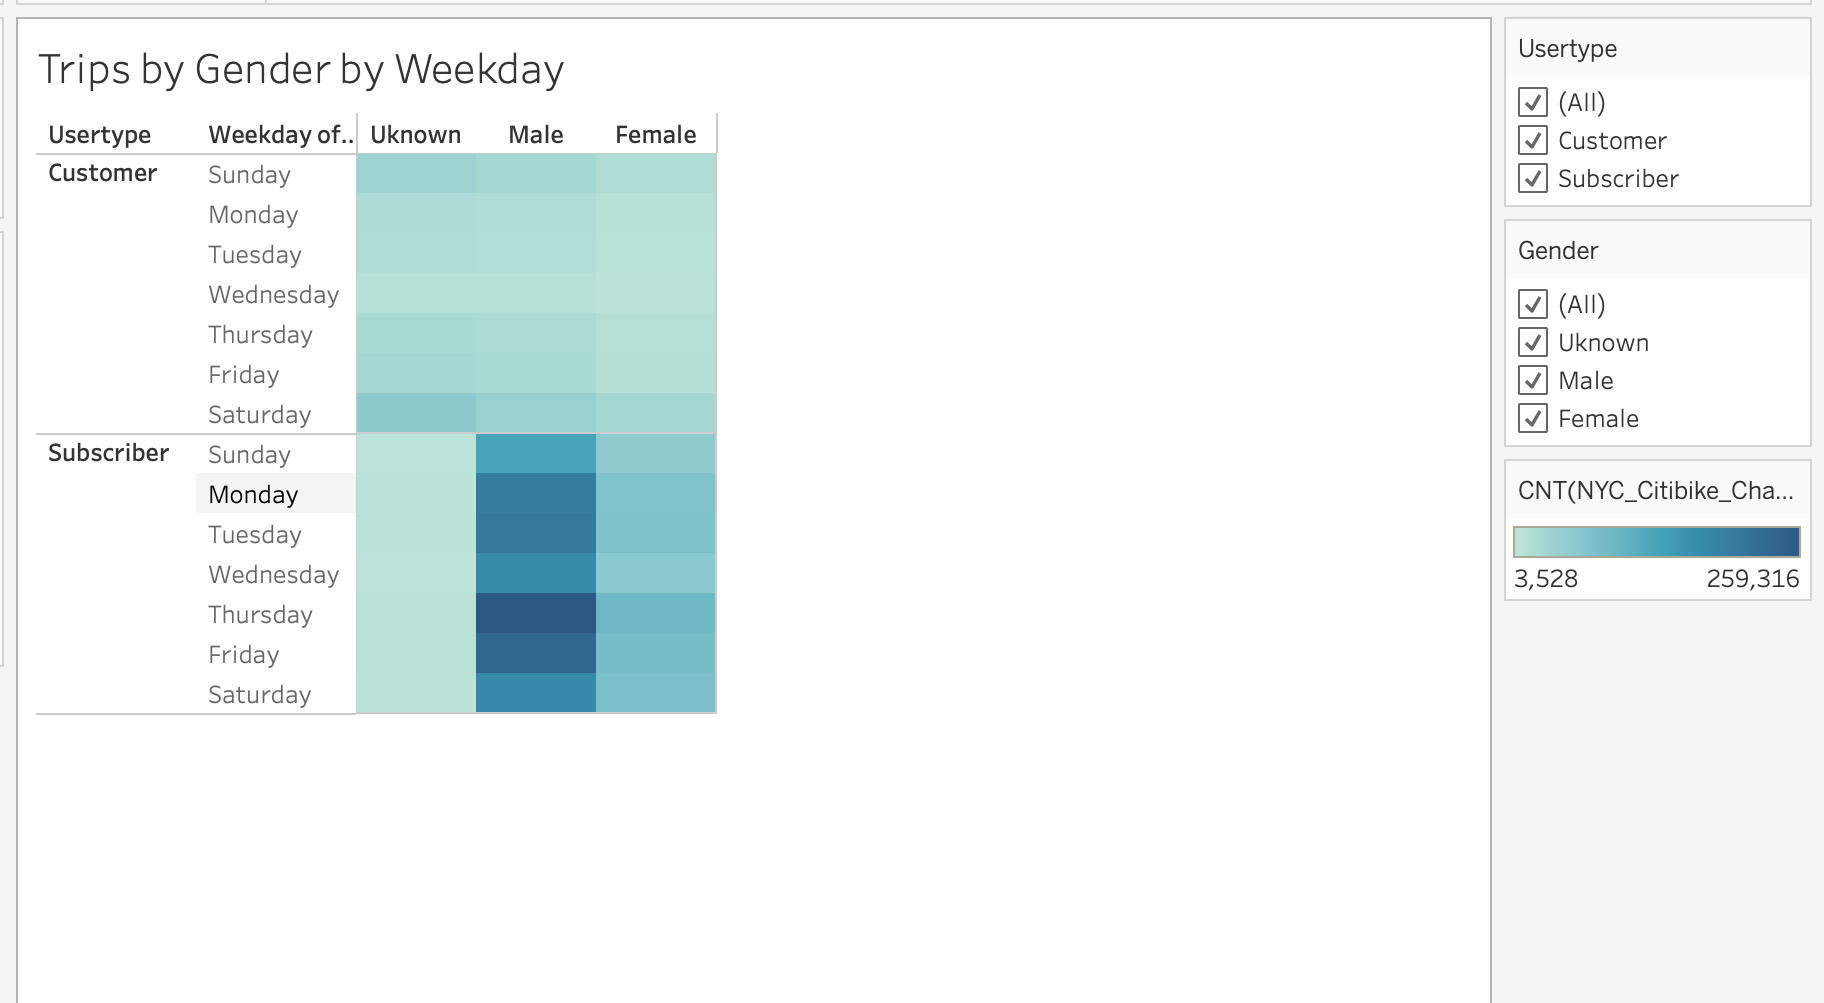 Trips by Gender by Weekday
Usertype Weekday of.. Uknown Male Female
Customer Sunday
Monday
Tuesday
Wednesday
Thursday
Friday
Saturday
Subscriber Sunday
Monday
Tuesday
Wednesday
Thursday
Friday
Saturday
Usertype
(All)
Customer
Subscriber
Gender
(All)
Uknown
Male
Female
CNT(NYC_Citibike_Cha...
3,528 259,316